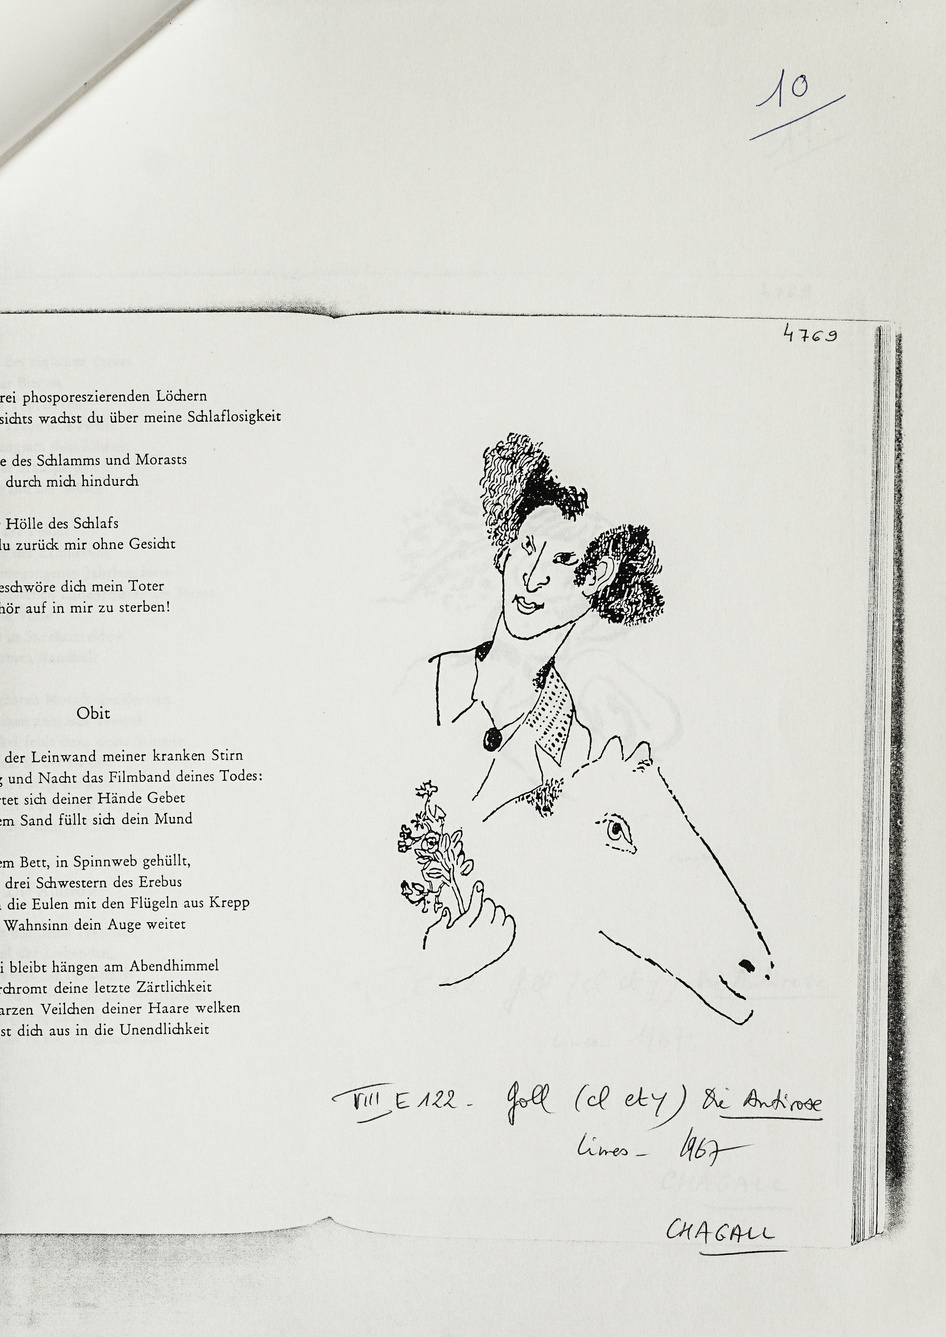 10
4769
rei phosporeszierenden Löchern
sichts wachst du über meine Schlaflosigkeit
e des Schlamms und Morasts
durch mich hindurch
Hölle des Schlafs
du zurück mir ohne Gesicht
eschwöre dich mein Toter
hör auf in mir zu sterben!
Obit
der Leinwand meiner kranken Stirn
g und Nacht das Filmband deines Todes:
rtet sich deiner Hände Gebet
em Sand füllt sich dein Mund
em Bett, in Spinnweb gehüllt,
drei Schwestern des Erebus
die Eulen mit den Flügeln aus Krepp
Wahnsinn dein Auge weitet
i bleibt hängen am Abendhimmel
rchromt deine letzte Zärtlichkeit
arzen Veilchen deiner Haare welken
st dich aus in die Unendlichkeit
VIII E 122 - Goll (cl et y) Die Antirose
Limes - 1967
CHAGALL